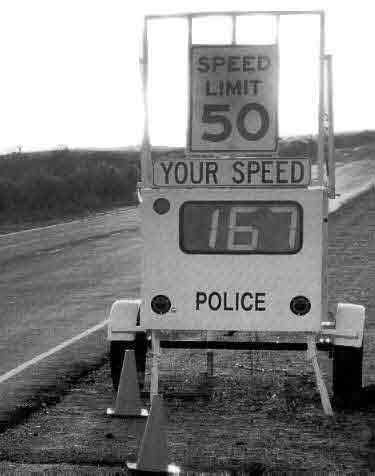 SPEED
LIMIT
50
YOUR SPEED
167
POLICE